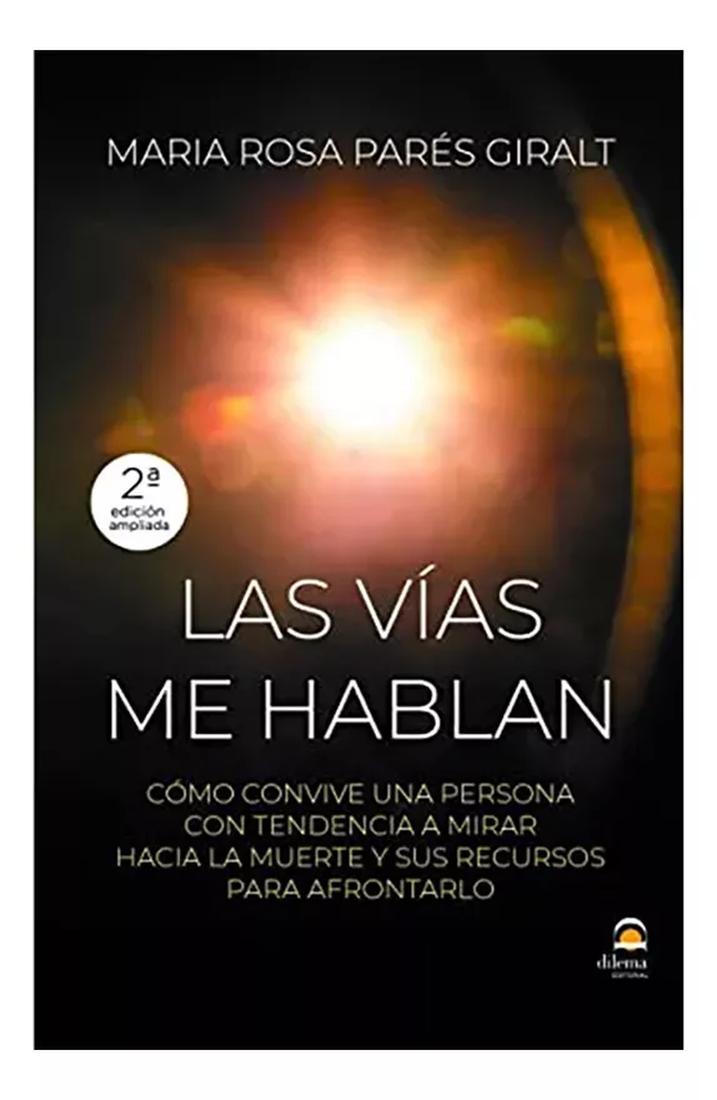 MARIA ROSA PARÉS GIRALT
2ª
edición
ampliada
LAS VÍAS
ME HABLAN
CÓMO CONVIVE UNA PERSONA
CON TENDENCIA A MIRAR
HACIA LA MUERTE Y SUS RECURSOS
PARA AFRONTARLO
dilema
EDITORIAL